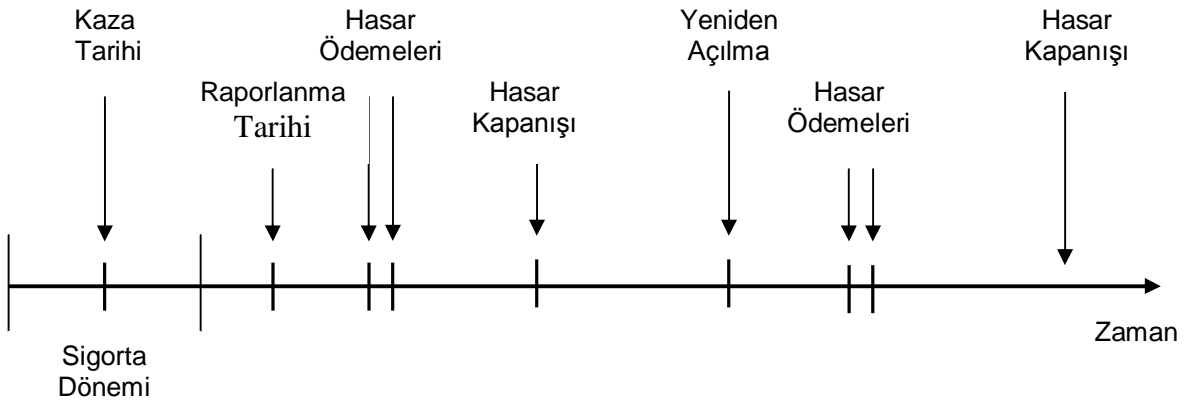 Kaza
Tarihi
Hasar
Ödemeleri
Yeniden
Açılma
Hasar
Kapanışı
Raporlanma
Tarihi
Hasar
Kapanışı
Hasar
Ödemeleri
Zaman
Sigorta
Dönemi